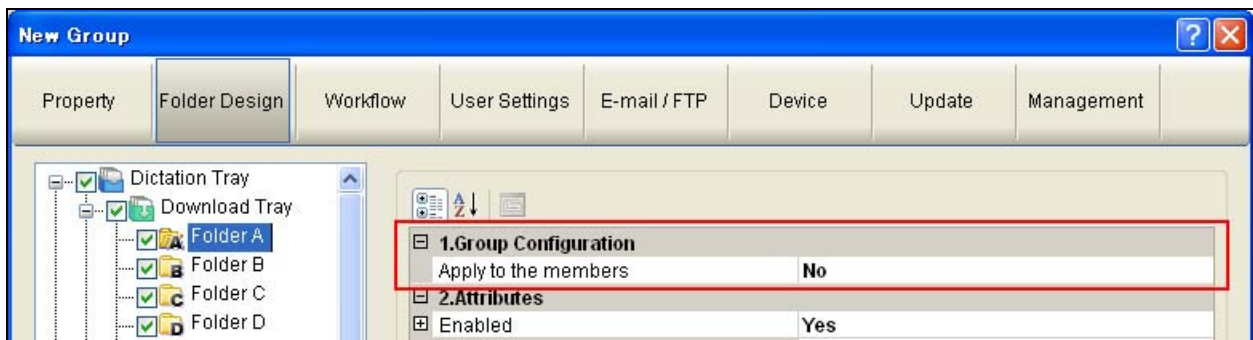 New Group
Property Folder Design Workflow User Settings E-mail / FTP Device Update Management
Dictation Tray
Download Tray
Folder A
Folder B
Folder C
Folder D
A
B
C
D
A
Z
1.Group Configuration
Apply to the members No
2.Attributes
Enabled Yes